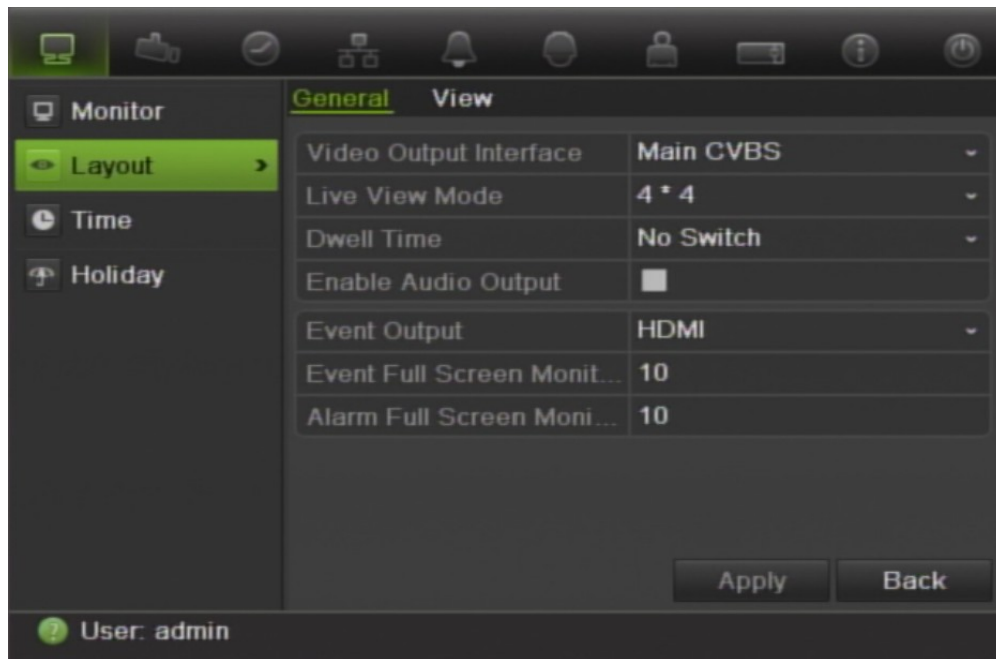 General View
Monitor
Layout
Time
Holiday
Video Output Interface Main CVBS
Live View Mode 4 * 4
Dwell Time No Switch
Enable Audio Output
Event Output HDMI
Event Full Screen Monit... 10
Alarm Full Screen Moni... 10
Apply Back
User: admin